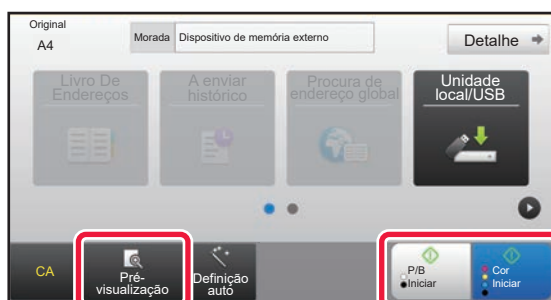 Original
A4
Morada Dispositivo de memória externo
Detalhe
Livro De
Endereços
A enviar
histórico
Procura de
endereço global
Unidade
local/USB
CA
Pré-
visualização
Definição
auto
P/B
Iniciar
Cor
Iniciar